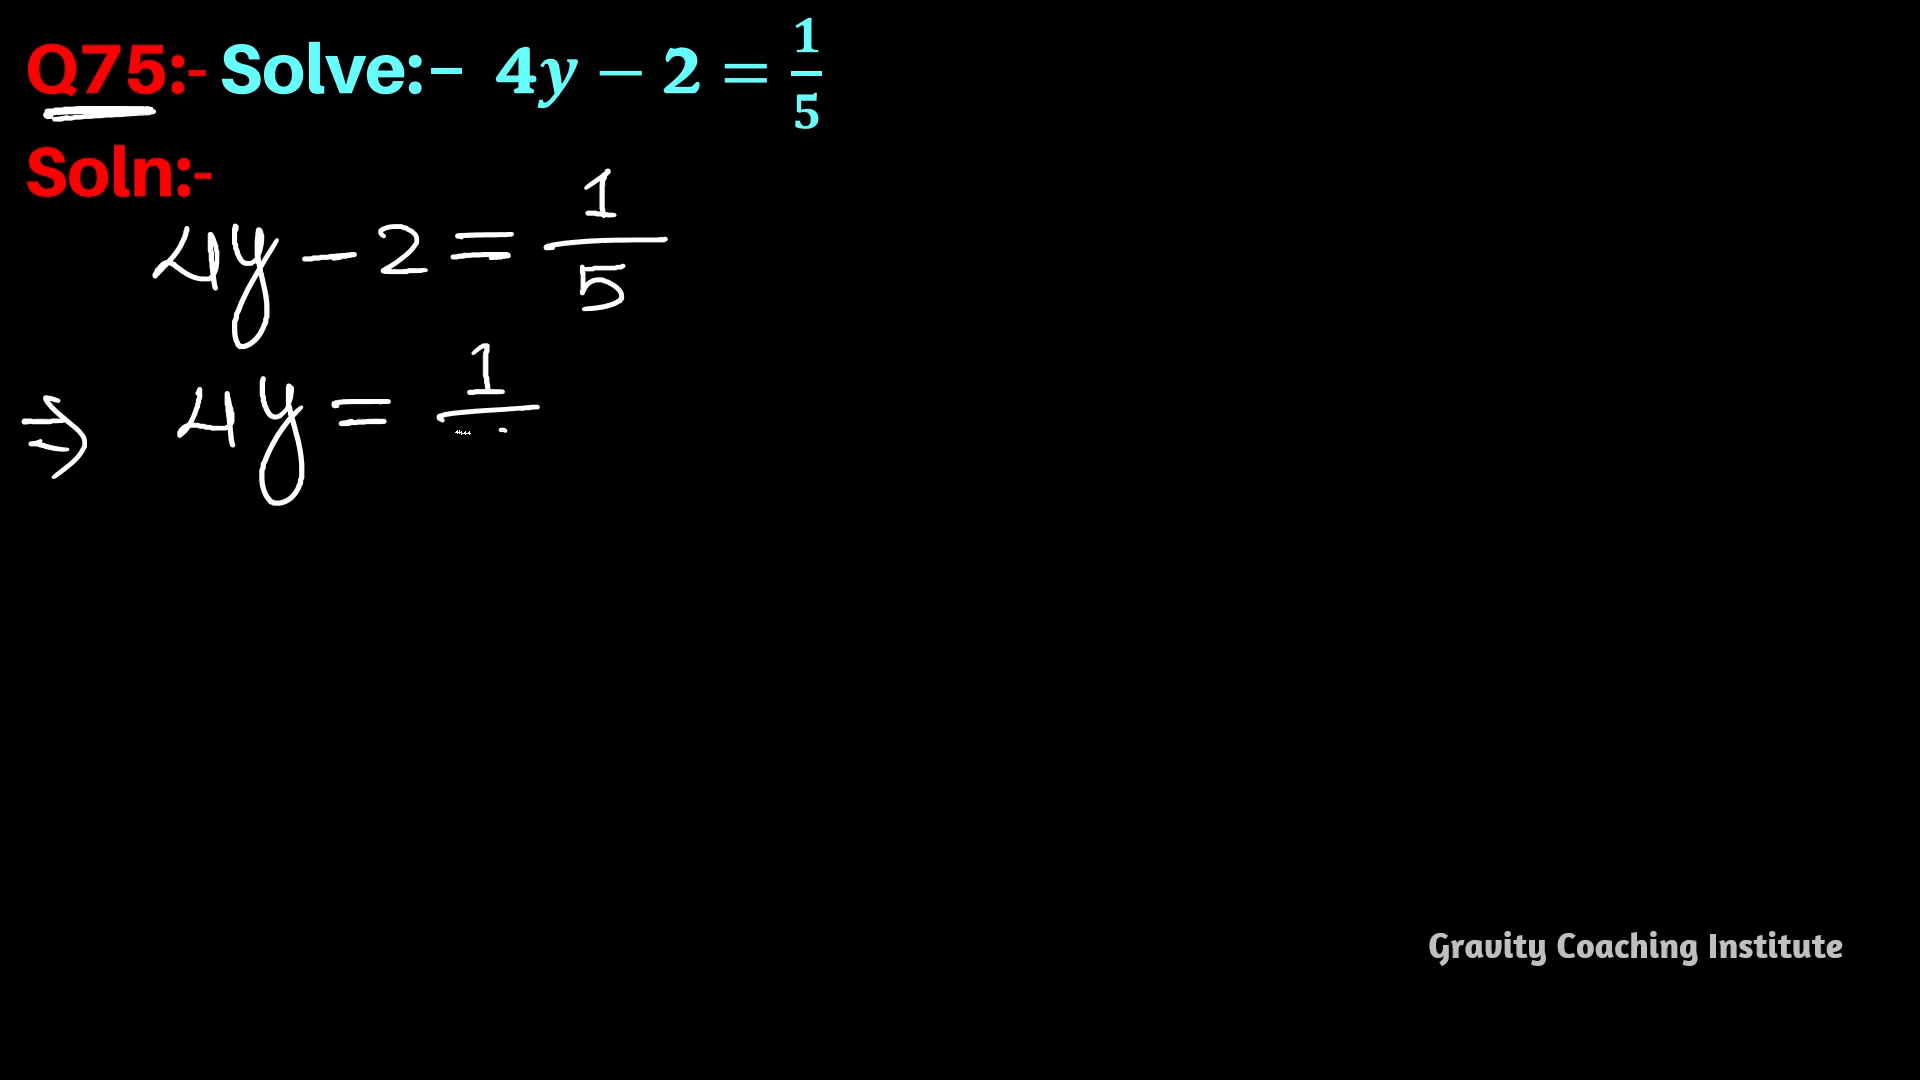 Q75:- Solve:- 4y − 2 = 1/5
Soln:-
4y − 2 = 1/5
⇒ 4y = 1/
Gravity Coaching Institute